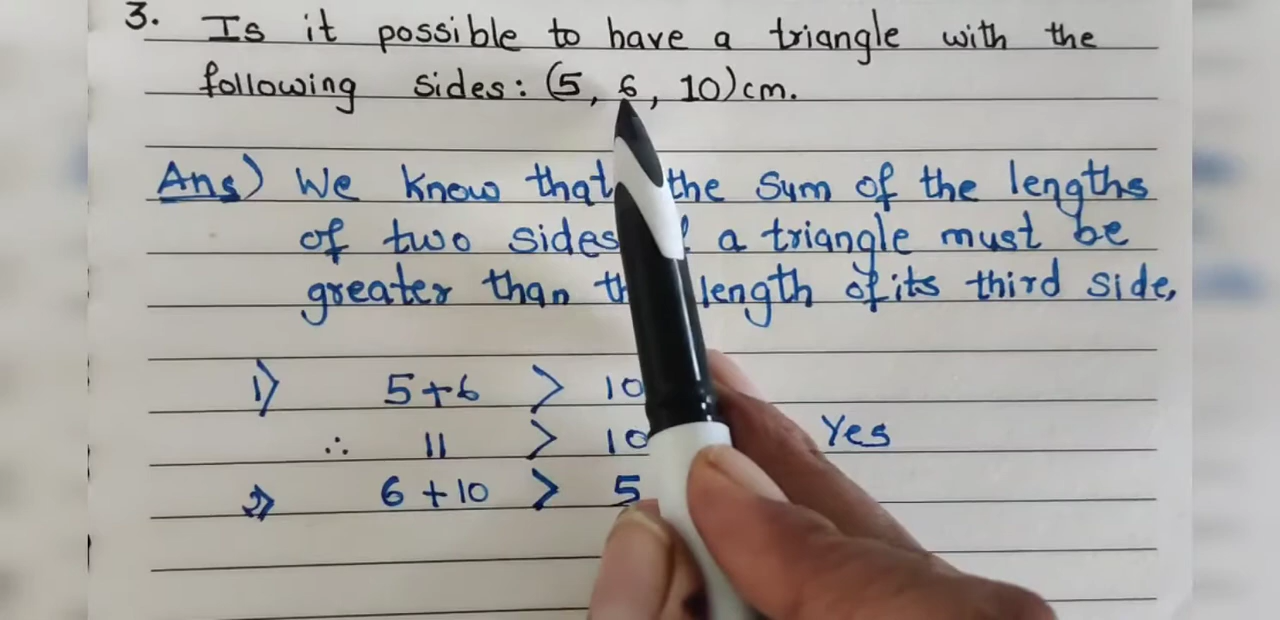 3. Is it possible to have a triangle with the
following sides: (5, 6, 10)cm.
Ans) We know that the sum of the lengths
of two sides a triangle must be
greater than length of its third side,
1) 5+6 > 10
∴ 11 > 10 Yes
2) 6 + 10 > 5